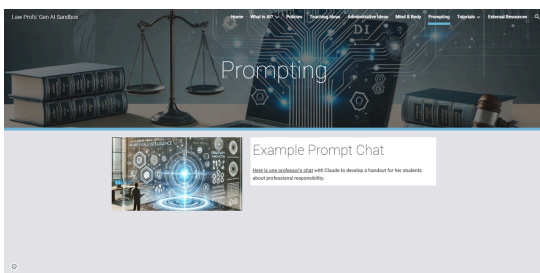 Law Profs' Gen AI Sandbox
Home What is AI? Policies Teaching Ideas Administrative Ideas Mind & Body Prompting Tutorials External Resources
DI
Prompting
Example Prompt Chat
Here is one professor's chat with Claude to develop a handout for her students
about professional responsibility.